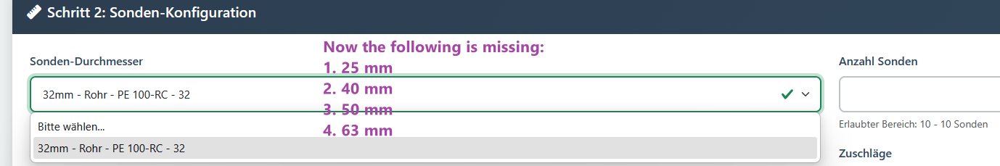 Schritt 2: Sonden-Konfiguration
Now the following is missing:
Sonden-Durchmesser
Anzahl Sonden
1. 25 mm
32mm - Rohr - PE 100-RC - 32
2. 40 mm
3. 50 mm
Bitte wählen...
4. 63 mm
Erlaubter Bereich: 10 - 10 Sonden
32mm - Rohr - PE 100-RC - 32
Zuschläge